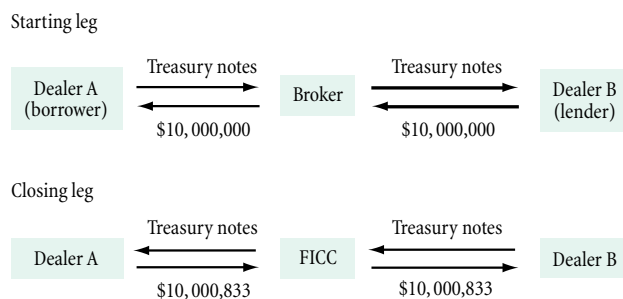 Starting leg
Treasury notes Treasury notes
Dealer A
(borrower)
Broker
Dealer B
(lender)
$10, 000,000 $10, 000,000
Closing leg
Treasury notes Treasury notes
Dealer A FICC Dealer B
$10, 000,833 $10, 000,833